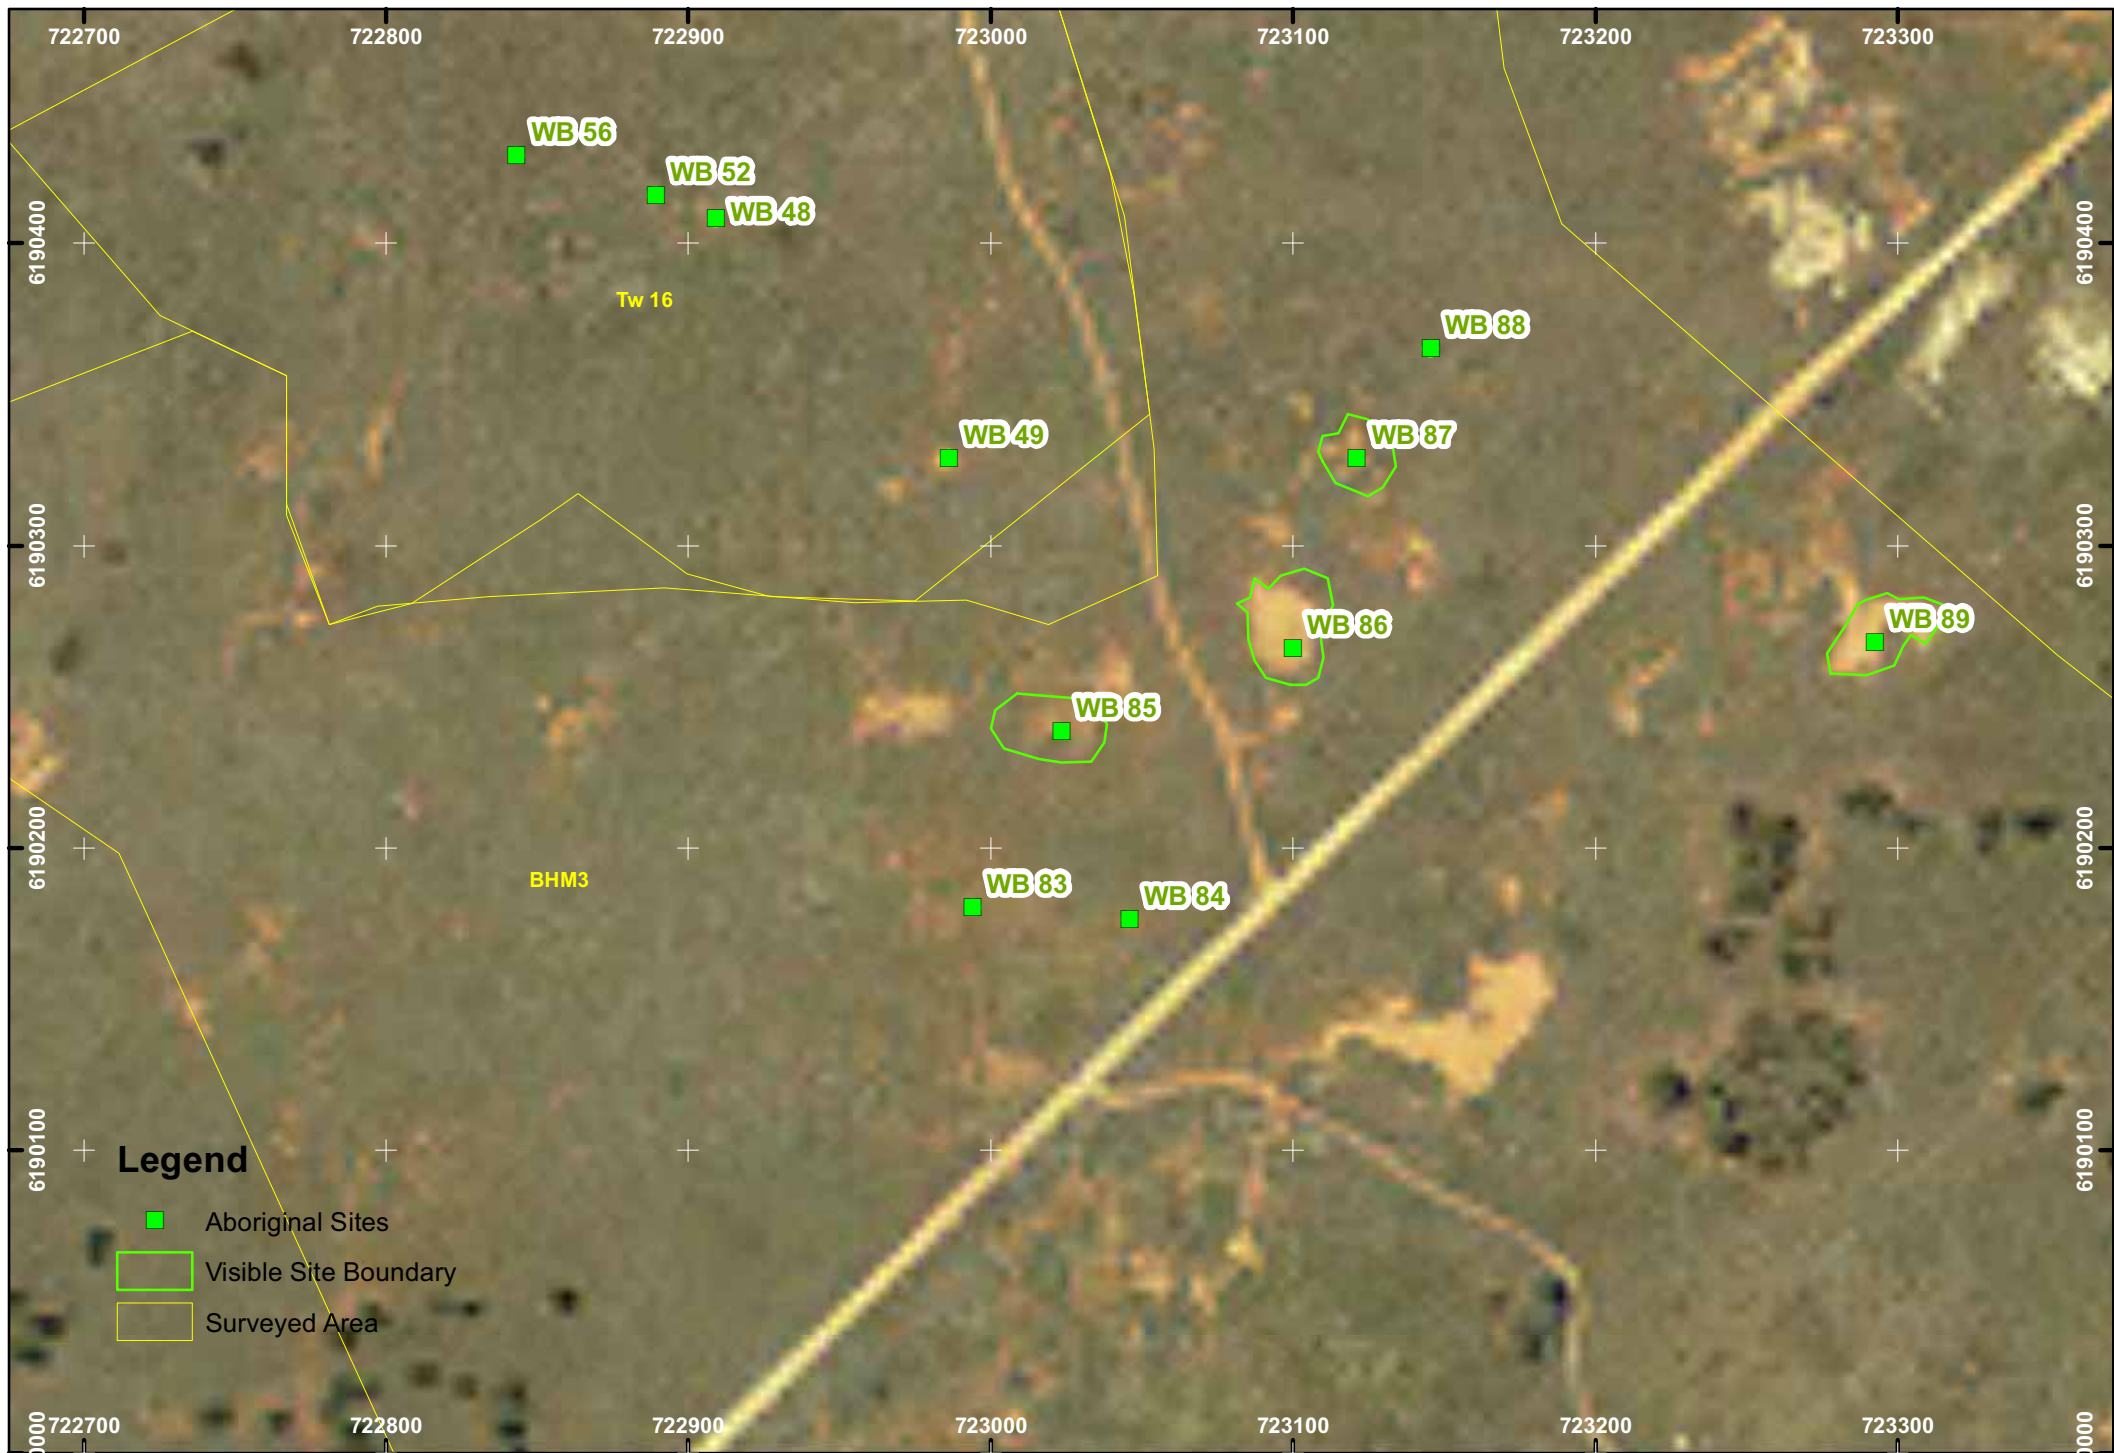 722700 722800 722900 723000 723100 723200 723300
WB 56
WB 52
WB 48
6190400 6190400
Tw 16
WB 88
WB 49 WB 87
6190300 6190300
WB 86 WB 89
WB 85
6190200 6190200
BHM3
WB 83 WB 84
6190100 6190100
Legend
Aboriginal Sites
Visible Site Boundary
Surveyed Area
722700 722800 722900 723000 723100 723200 723300